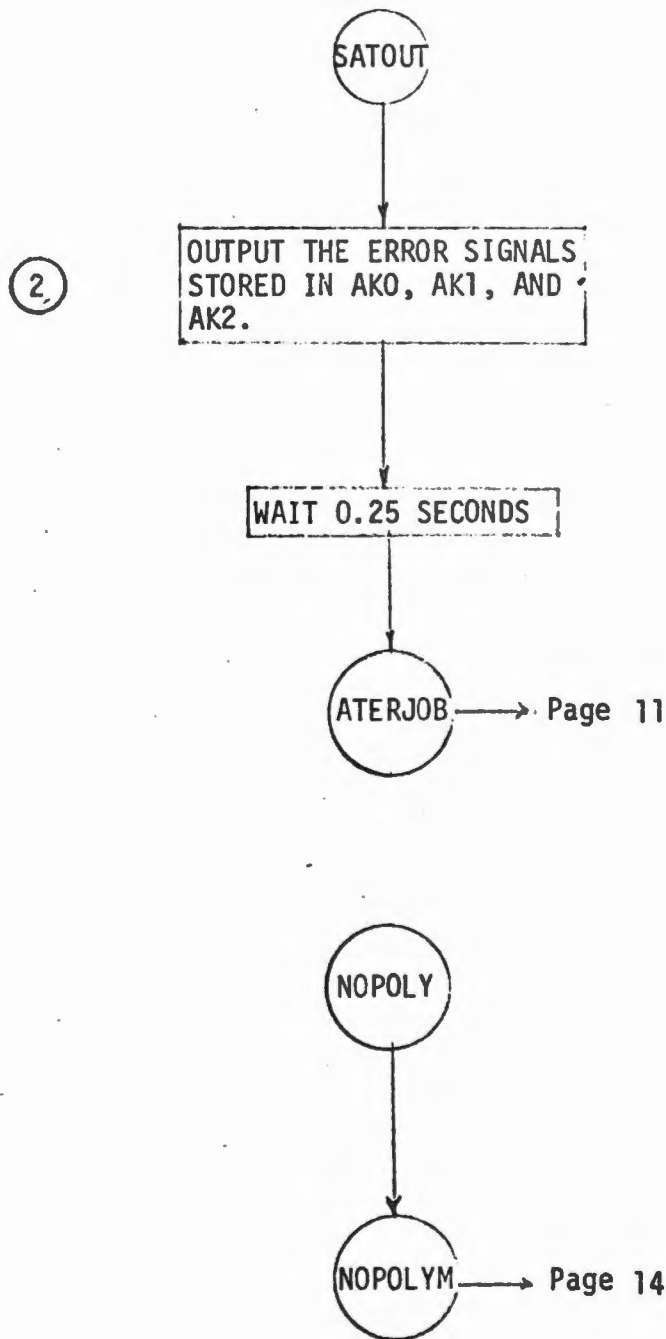 SATOUT
2
OUTPUT THE ERROR SIGNALS
STORED IN AK0, AK1, AND
AK2.
WAIT 0.25 SECONDS
ATERJOB → Page 11
NOPOLY
NOPOLYM → Page 14